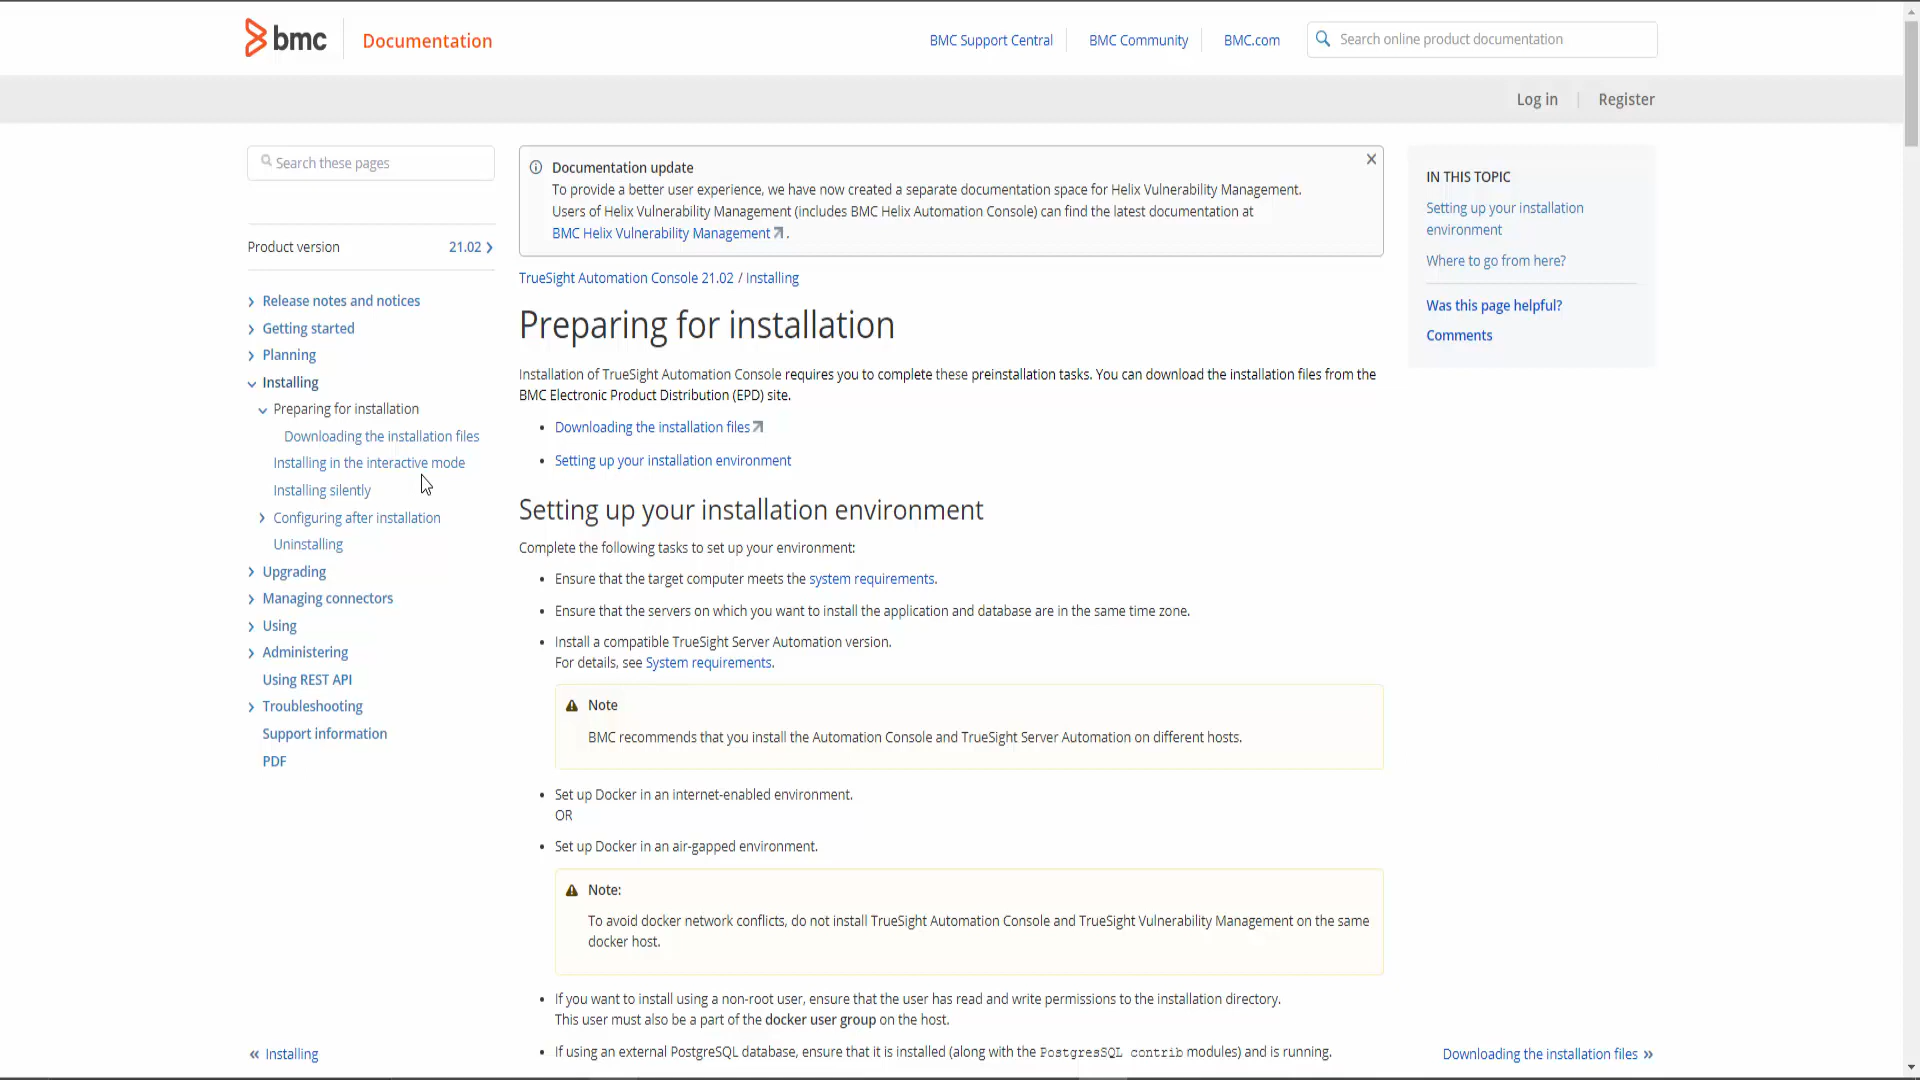 bmc
Documentation
BMC Support Central
BMC Community
BMC.com
Search online product documentation
Log in
Register
Search these pages
Product version 21.02
Release notes and notices
Getting started
Planning
Installing
Preparing for installation
Downloading the installation files
Installing in the interactive mode
Installing silently
Configuring after installation
Uninstalling
Upgrading
Managing connectors
Using
Administering
Using REST API
Troubleshooting
Support information
PDF
Documentation update
To provide a better user experience, we have now created a separate documentation space for Helix Vulnerability Management.
Users of Helix Vulnerability Management (includes BMC Helix Automation Console) can find the latest documentation at
BMC Helix Vulnerability Management .
TrueSight Automation Console 21.02 / Installing
Preparing for installation
Installation of TrueSight Automation Console requires you to complete these preinstallation tasks. You can download the installation files from the
BMC Electronic Product Distribution (EPD) site.
• Downloading the installation files
• Setting up your installation environment
Setting up your installation environment
Complete the following tasks to set up your environment:
• Ensure that the target computer meets the system requirements.
• Ensure that the servers on which you want to install the application and database are in the same time zone.
• Install a compatible TrueSight Server Automation version.
For details, see System requirements.
Note
BMC recommends that you install the Automation Console and TrueSight Server Automation on different hosts.
• Set up Docker in an internet-enabled environment.
OR
• Set up Docker in an air-gapped environment.
Note:
To avoid docker network conflicts, do not install TrueSight Automation Console and TrueSight Vulnerability Management on the same
docker host.
• If you want to install using a non-root user, ensure that the user has read and write permissions to the installation directory.
This user must also be a part of the docker user group on the host.
• If using an external PostgreSQL database, ensure that it is installed (along with the PostgresSQL contrib modules) and is running.
IN THIS TOPIC
Setting up your installation
environment
Where to go from here?
Was this page helpful?
Comments
« Installing
Downloading the installation files »